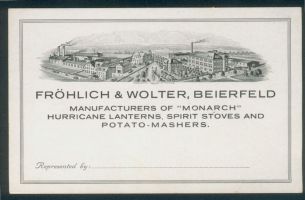 FRÖHLICH & WOLTER, BEIERFELD
MANUFACTURERS OF "MONARCH"
HURRICANE LANTERNS, SPIRIT STOVES AND
POTATO-MASHERS.
Represented by: